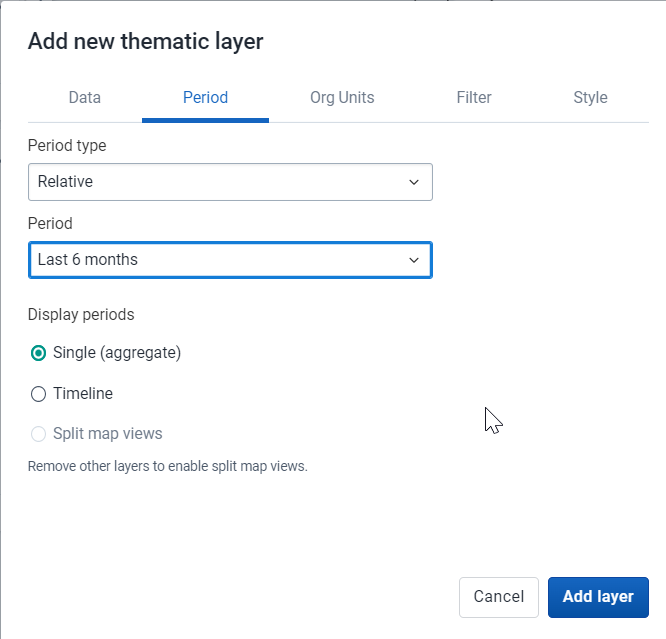 Add new thematic layer
Data Period Org Units Filter Style
Period type
Relative
Period
Last 6 months
Display periods
Single (aggregate)
Timeline
Split map views
Remove other layers to enable split map views.
Cancel Add layer